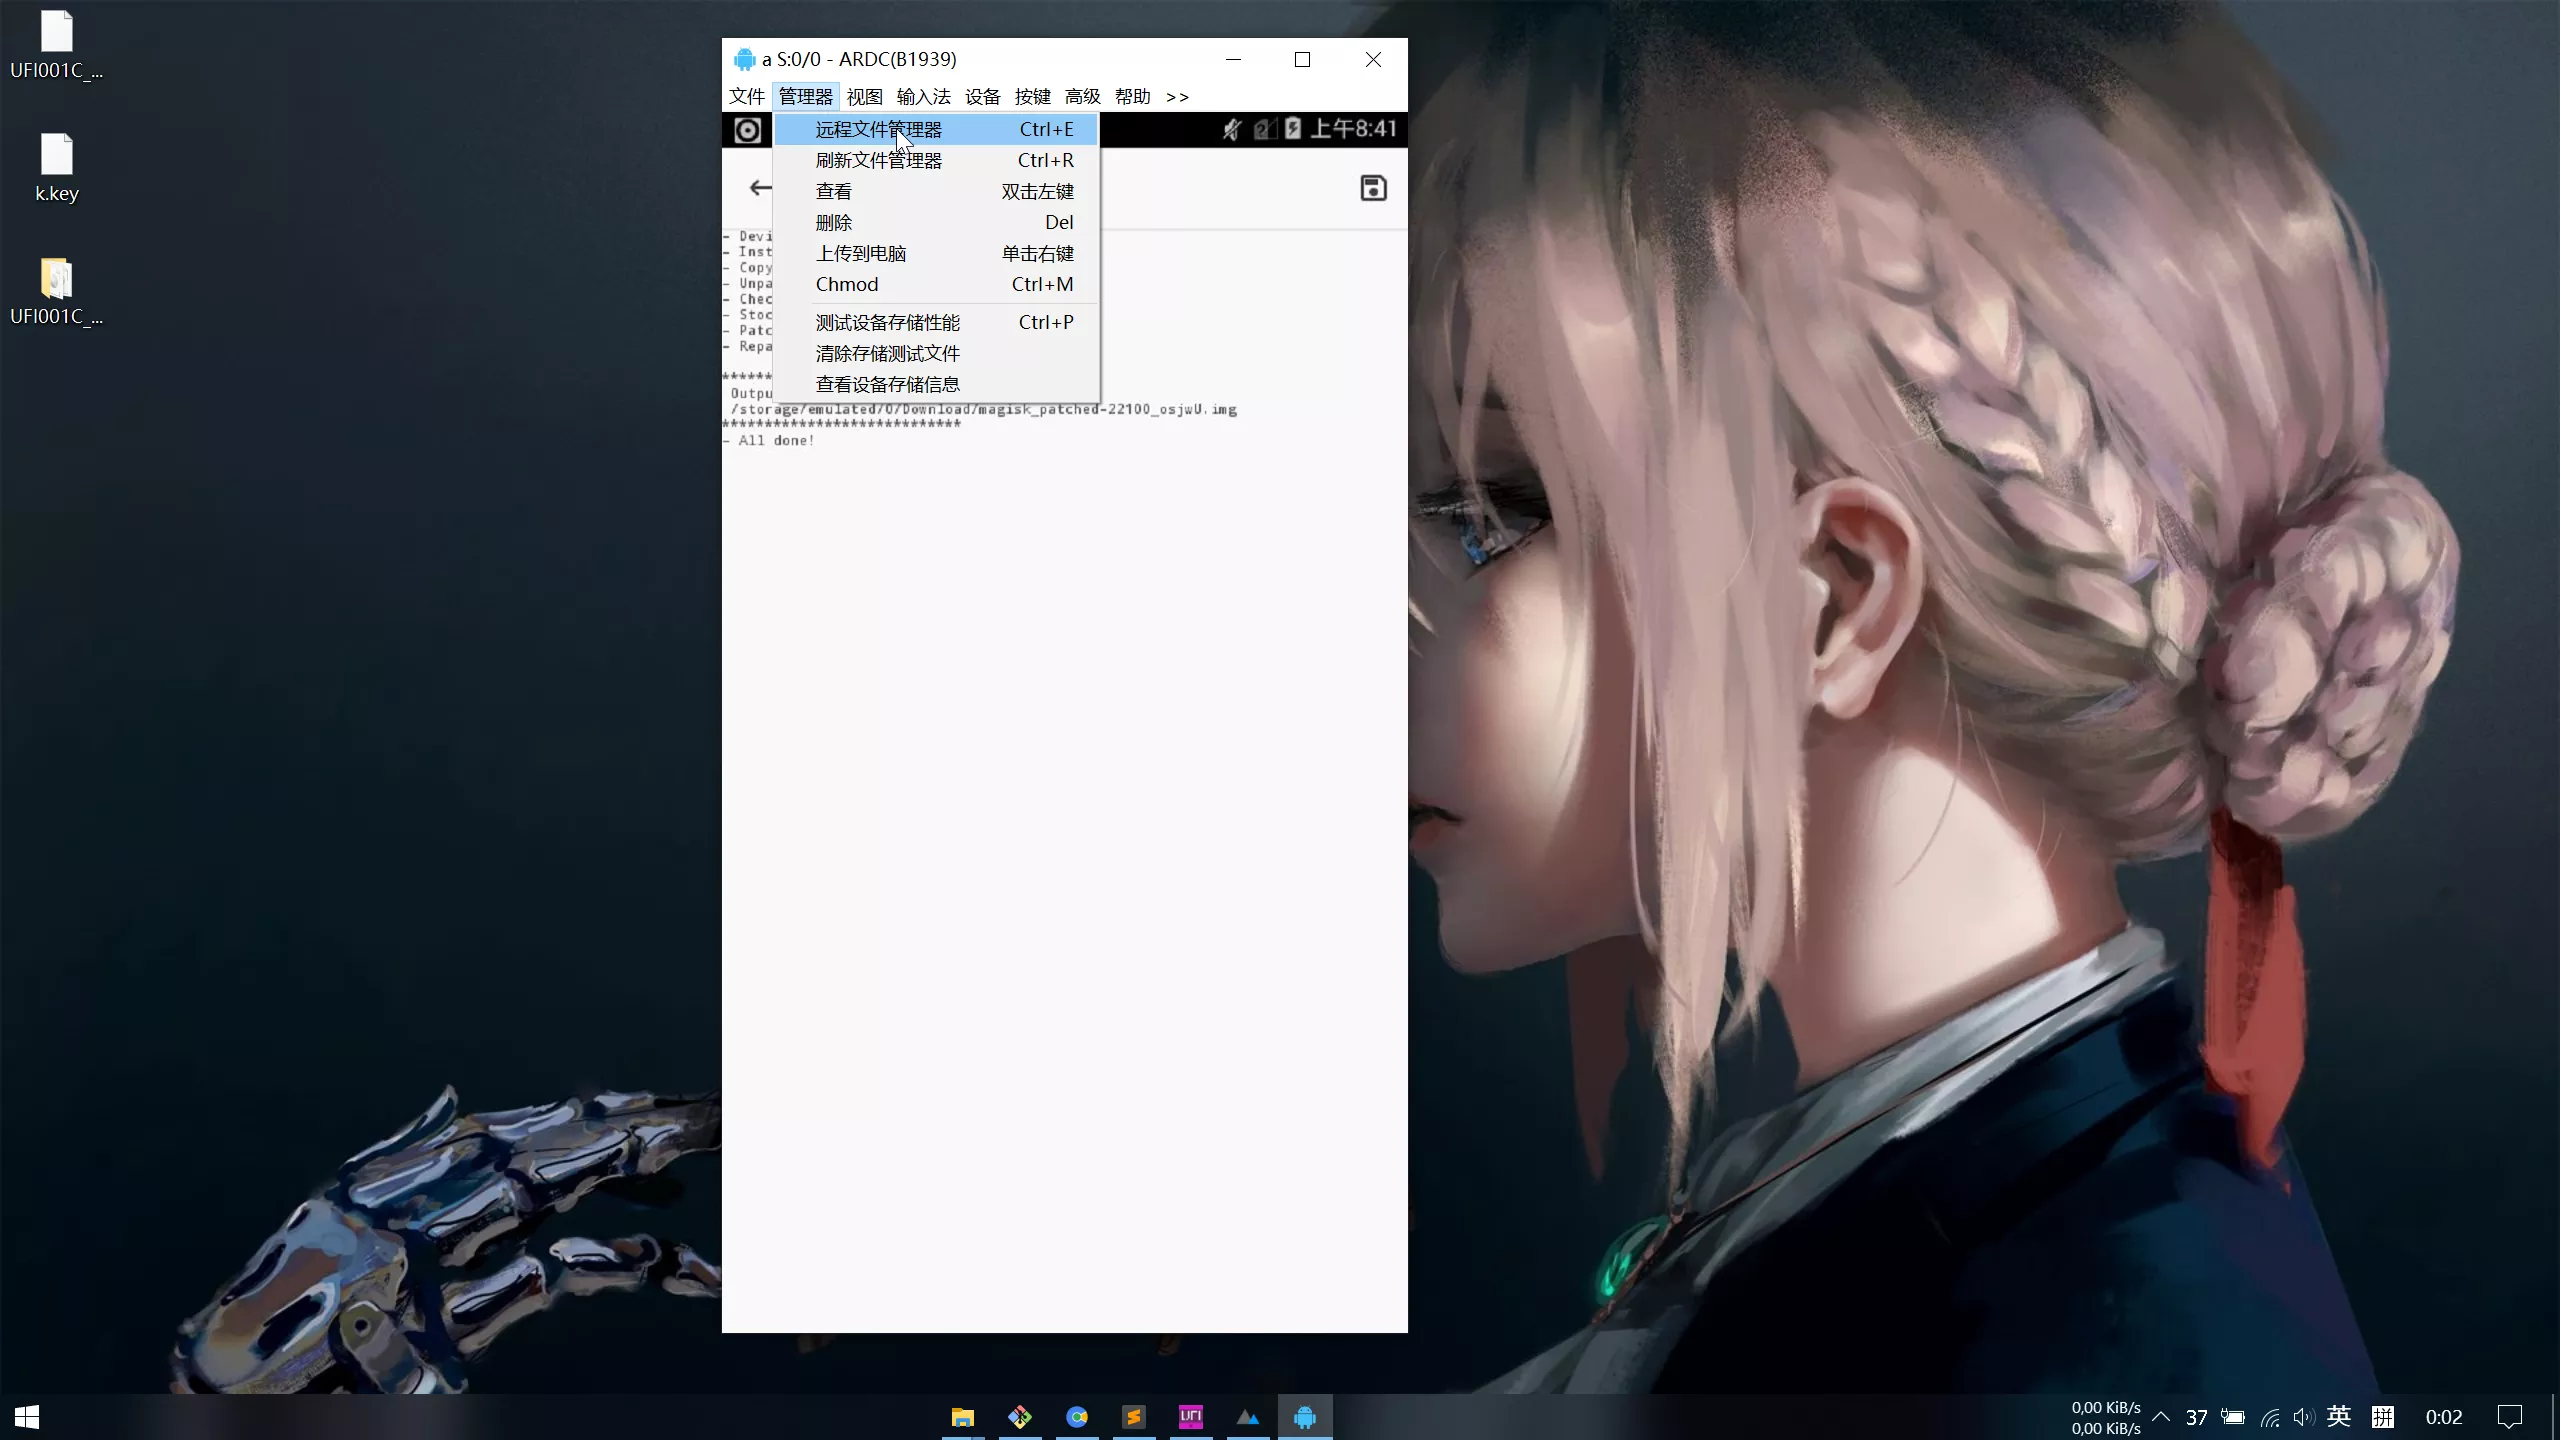 UFI001C_...
k.key
UFI001C_...
a S:0/0 - ARDC(B1939)
文件 管理器 视图 输入法 设备 按键 高级 帮助 >>
上午8:41
远程文件管理器 Ctrl+E
刷新文件管理器 Ctrl+R
查看 双击左键
删除 Del
上传到电脑 单击右键
Chmod Ctrl+M
测试设备存储性能 Ctrl+P
清除存储测试文件
查看设备存储信息
- Devi
- Inst
- Copy
- Unpa
- Chec
- Stoc
- Patc
- Repa
******
Outpu
/storage/emulated/0/Download/magisk_patched-22100_osjwU.img
****************************
- All done!
UFI
0,00 KiB/s
0,00 KiB/s
37
英
拼
0:02